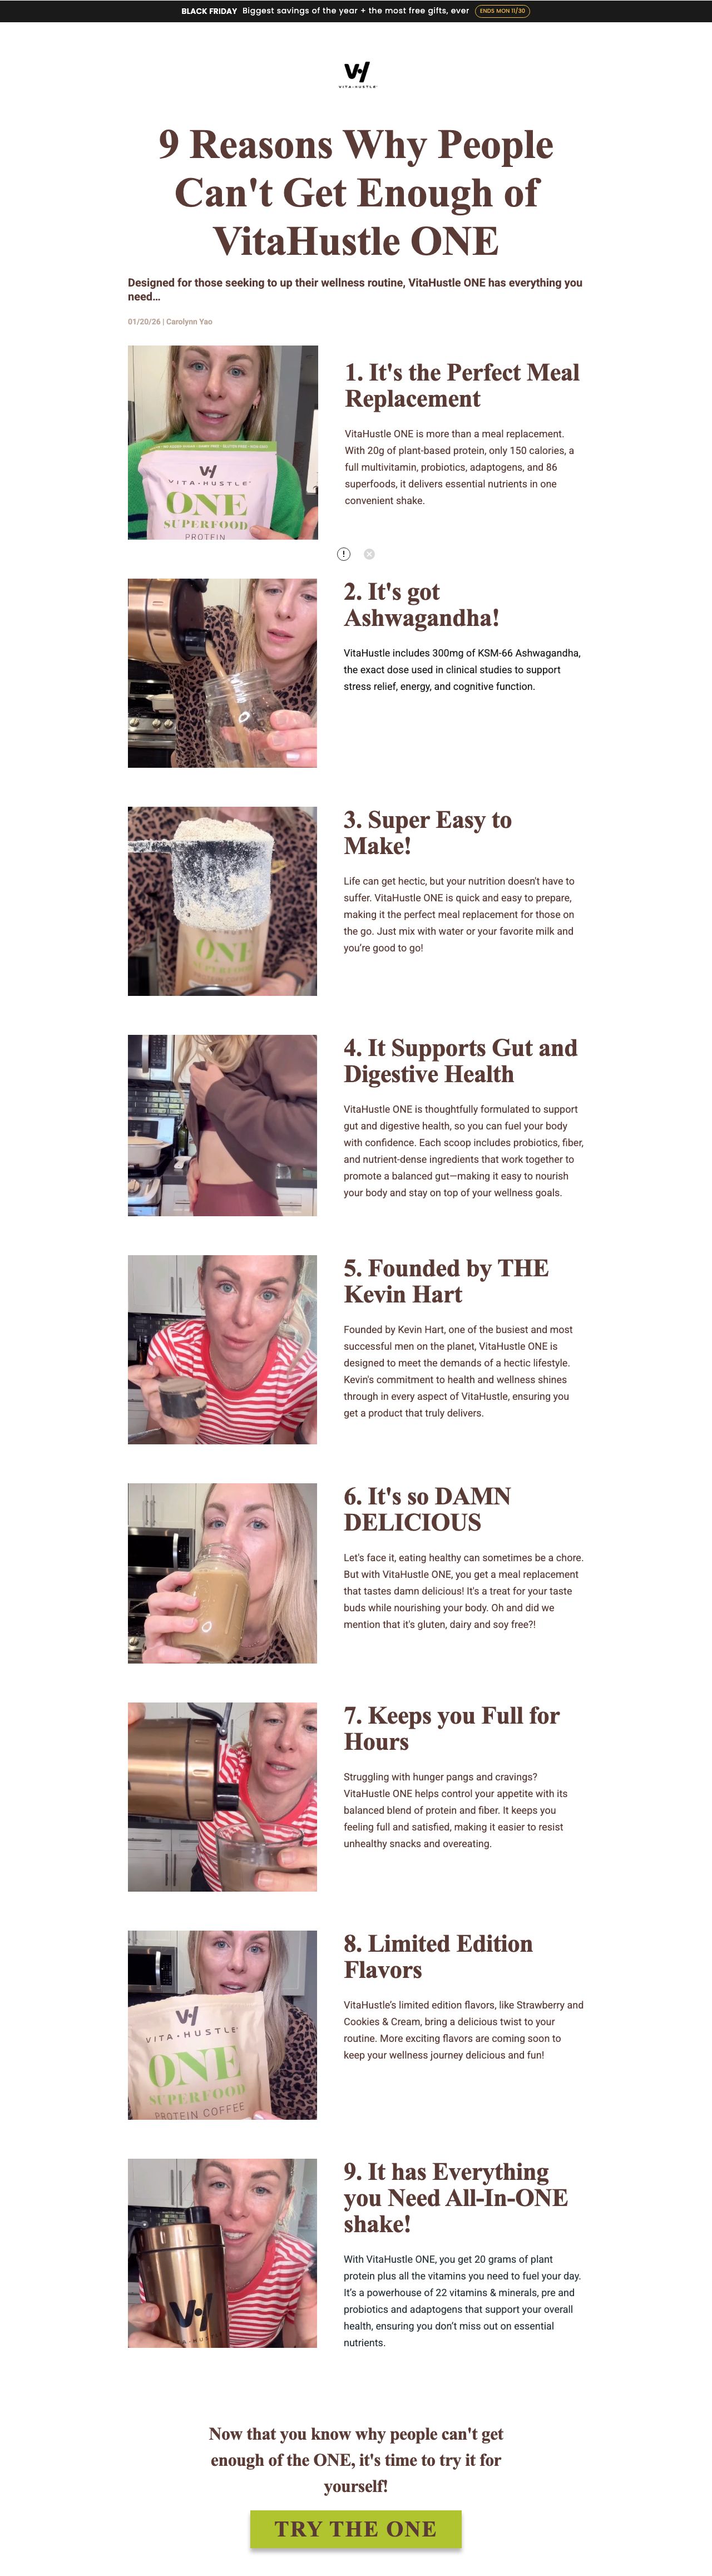 BLACK FRIDAY Biggest savings of the year + the most free gifts, ever ENDS MON 11/30
VITA·HUSTLE
9 Reasons Why People
Can't Get Enough of
VitaHustle ONE
Designed for those seeking to up their wellness routine, VitaHustle ONE has everything you
need...
01/20/26 | Carolynn Yao
VITA·HUSTLE
ONE
SUPERFOOD
PROTEIN
1. It's the Perfect Meal
Replacement
VitaHustle ONE is more than a meal replacement.
With 20g of plant-based protein, only 150 calories, a
full multivitamin, probiotics, adaptogens, and 86
superfoods, it delivers essential nutrients in one
convenient shake.
2. It's got
Ashwagandha!
VitaHustle includes 300mg of KSM-66 Ashwagandha,
the exact dose used in clinical studies to support
stress relief, energy, and cognitive function.
ONE
SUPERFOOD
3. Super Easy to
Make!
Life can get hectic, but your nutrition doesn't have to
suffer. VitaHustle ONE is quick and easy to prepare,
making it the perfect meal replacement for those on
the go. Just mix with water or your favorite milk and
you're good to go!
4. It Supports Gut and
Digestive Health
VitaHustle ONE is thoughtfully formulated to support
gut and digestive health, so you can fuel your body
with confidence. Each scoop includes probiotics, fiber,
and nutrient-dense ingredients that work together to
promote a balanced gut—making it easy to nourish
your body and stay on top of your wellness goals.
5. Founded by THE
Kevin Hart
Founded by Kevin Hart, one of the busiest and most
successful men on the planet, VitaHustle ONE is
designed to meet the demands of a hectic lifestyle.
Kevin's commitment to health and wellness shines
through in every aspect of VitaHustle, ensuring you
get a product that truly delivers.
6. It's so DAMN
DELICIOUS
Let's face it, eating healthy can sometimes be a chore.
But with VitaHustle ONE, you get a meal replacement
that tastes damn delicious! It's a treat for your taste
buds while nourishing your body. Oh and did we
mention that it's gluten, dairy and soy free?!
7. Keeps you Full for
Hours
Struggling with hunger pangs and cravings?
VitaHustle ONE helps control your appetite with its
balanced blend of protein and fiber. It keeps you
feeling full and satisfied, making it easier to resist
unhealthy snacks and overeating.
VITA·HUSTLE
ONE
SUPERFOOD
PROTEIN COFFEE
8. Limited Edition
Flavors
VitaHustle's limited edition flavors, like Strawberry and
Cookies & Cream, bring a delicious twist to your
routine. More exciting flavors are coming soon to
keep your wellness journey delicious and fun!
9. It has Everything
you Need All-In-ONE
shake!
With VitaHustle ONE, you get 20 grams of plant
protein plus all the vitamins you need to fuel your day.
It's a powerhouse of 22 vitamins & minerals, pre and
probiotics and adaptogens that support your overall
health, ensuring you don't miss out on essential
nutrients.
Now that you know why people can't get
enough of the ONE, it's time to try it for
yourself!
TRY THE ONE